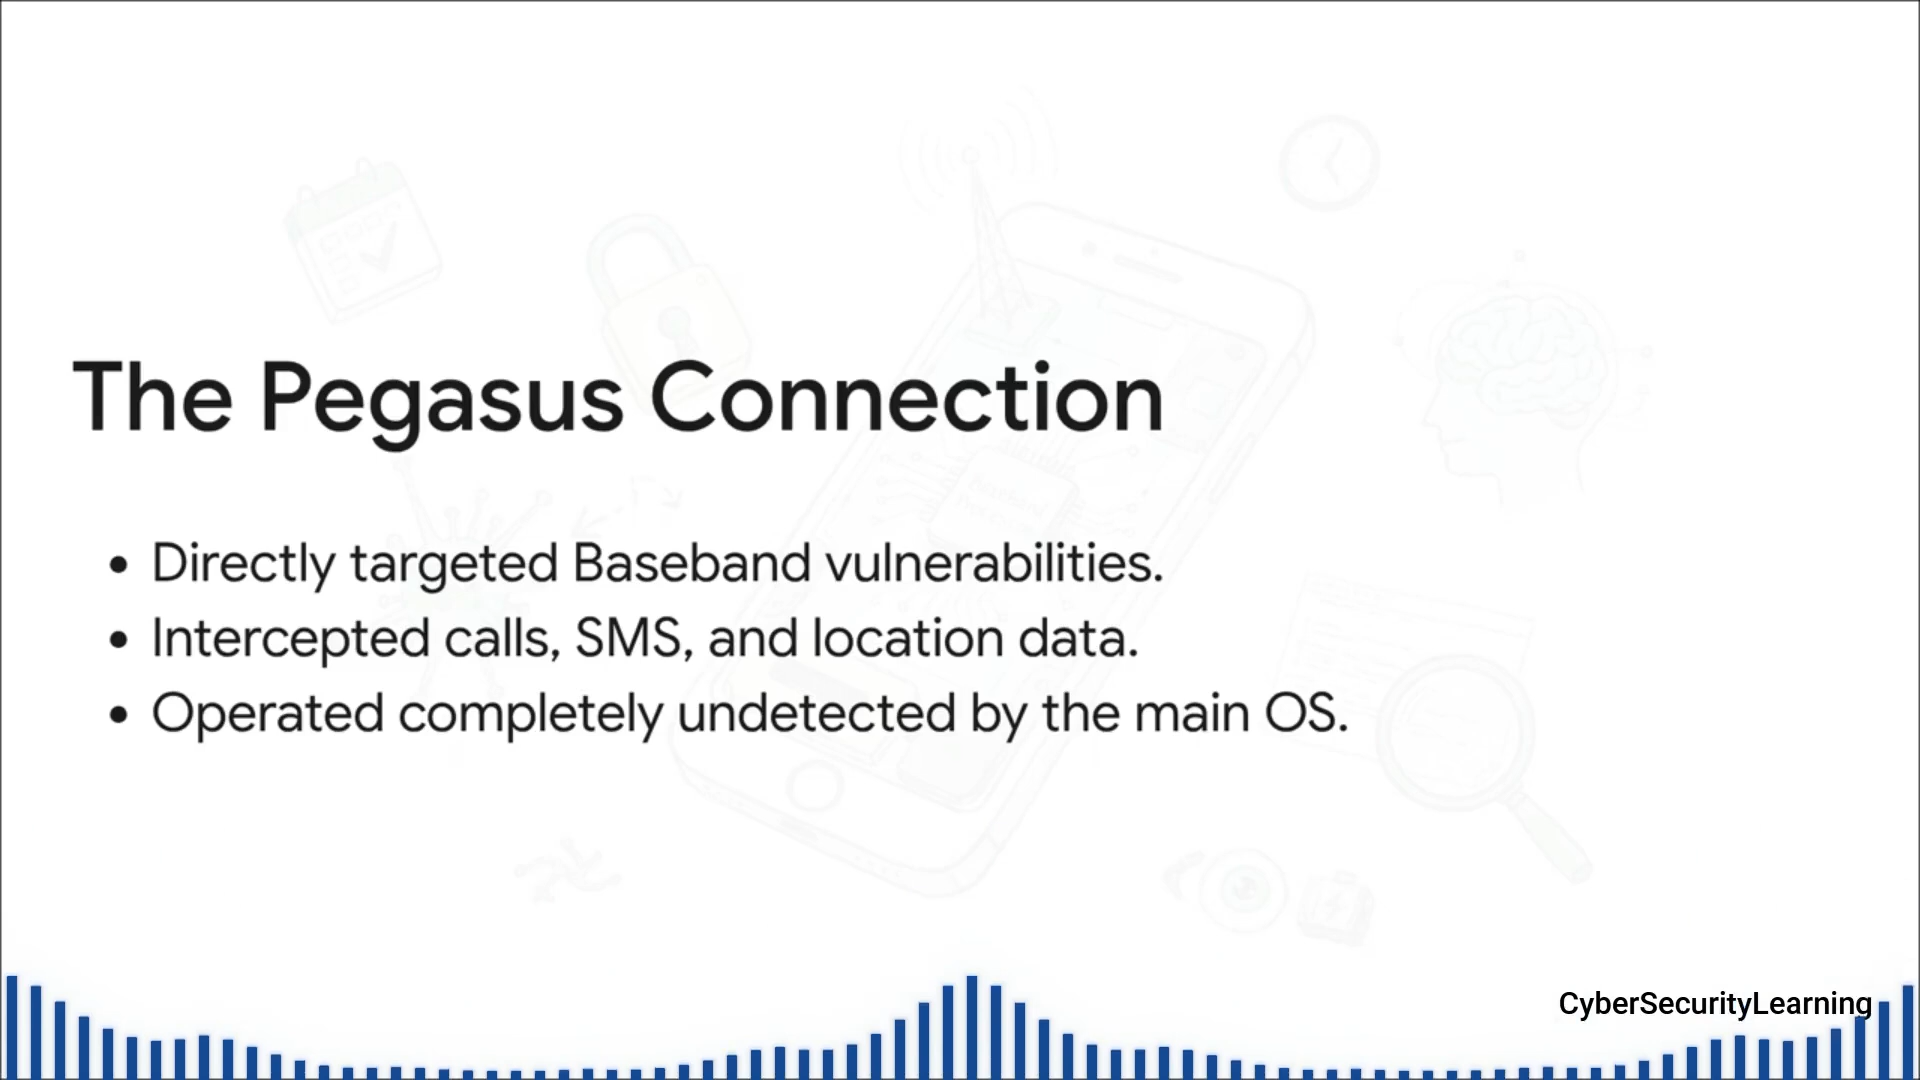 The Pegasus Connection
• Directly targeted Baseband vulnerabilities.
• Intercepted calls, SMS, and location data.
• Operated completely undetected by the main OS.
CyberSecurityLearning